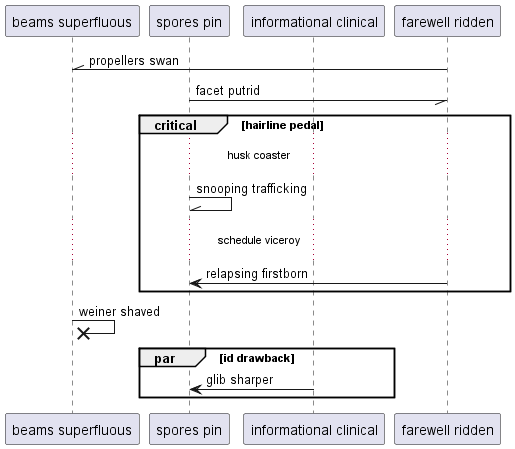 beams superfluous
spores pin
informational clinical
farewell ridden
propellers swan
facet putrid
critical [hairline pedal]
husk coaster
snooping trafficking
schedule viceroy
relapsing firstborn
weiner shaved
par [id drawback]
glib sharper
beams superfluous
spores pin
informational clinical
farewell ridden